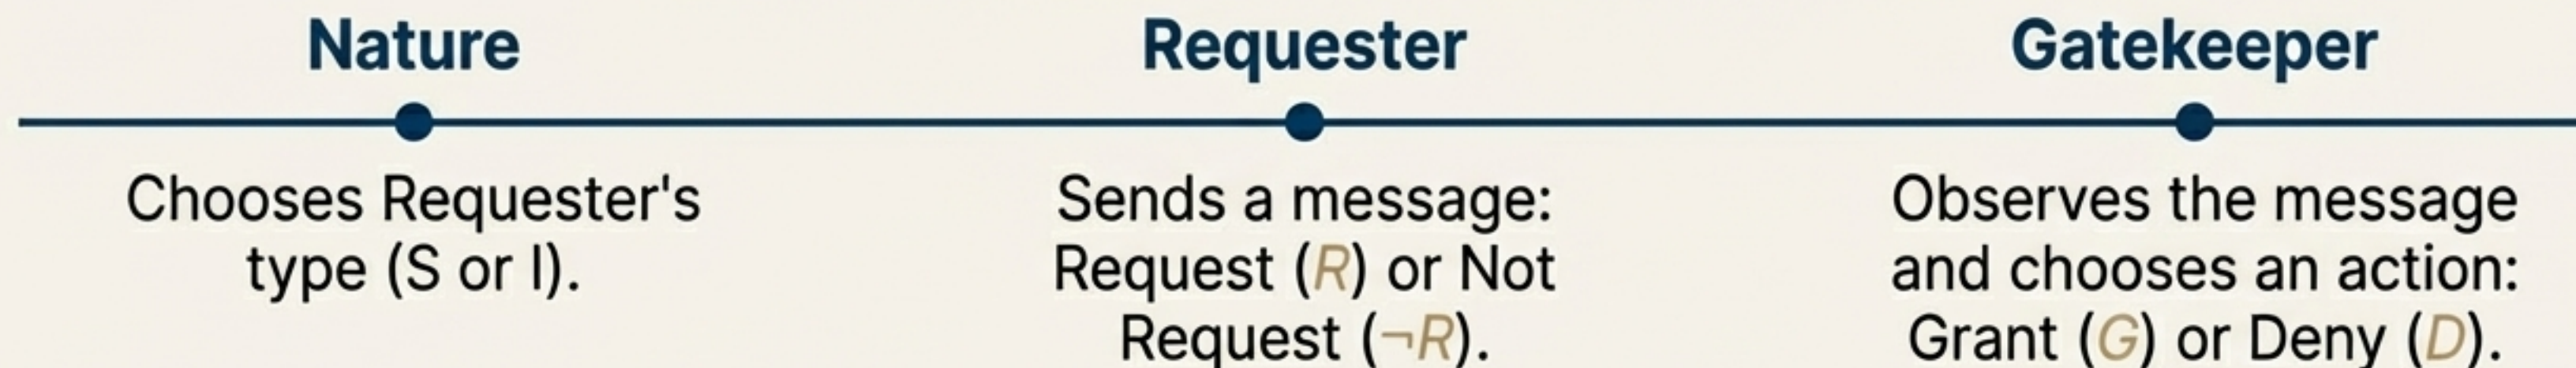 Nature
Chooses Requester's
type (S or I).
Requester
Sends a message:
Request (R) or Not
Request (¬R).
Gatekeeper
Observes the message
and chooses an action:
Grant (G) or Deny (D).